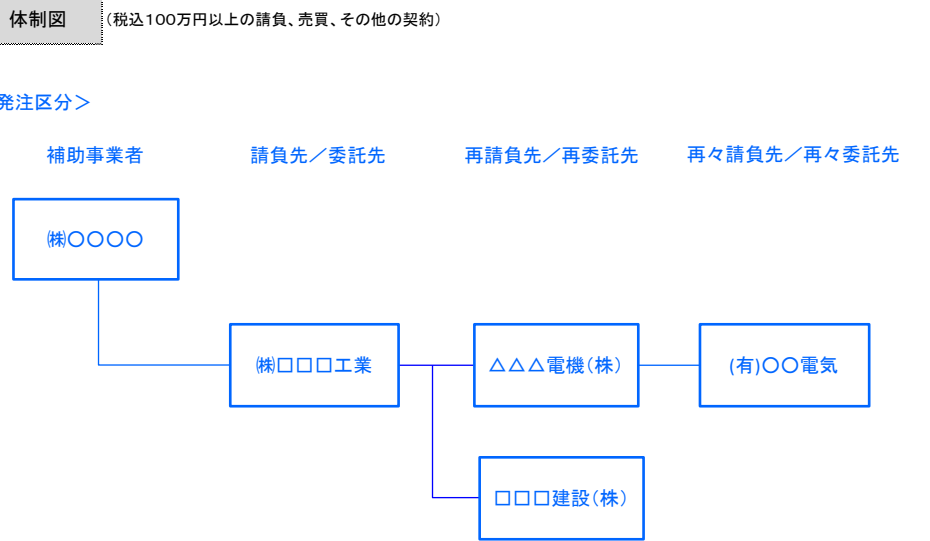 体制図
（税込100万円以上の請負、売買、その他の契約）
発注区分＞
補助事業者
請負先／委託先
再請負先／再委託先
再々請負先／再々委託先
㈱〇〇〇〇
㈱□□□工業
△△△電機（株）
(有)〇〇電気
□□□建設（株）